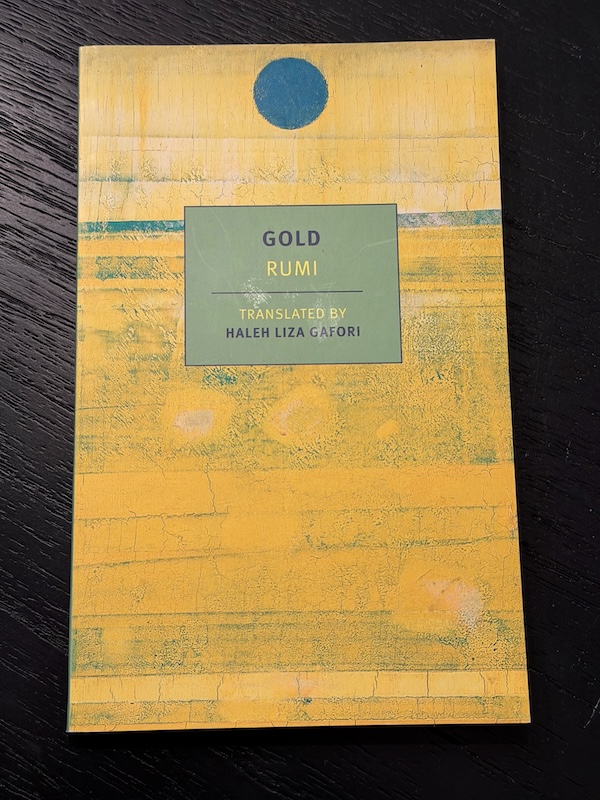 GOLD
RUMI
TRANSLATED BY
HALEH LIZA GAFORI